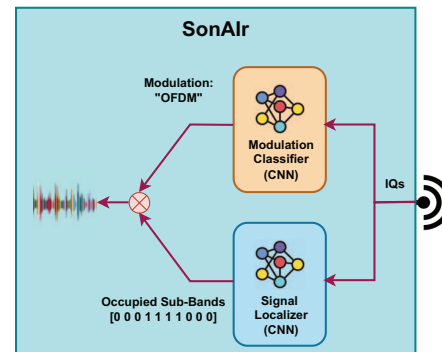 SonAIr
Modulation:
"OFDM"
Modulation
Classifier
(CNN)
IQs
Occupied Sub-Bands
[0 0 0 1 1 1 1 0 0 0]
Signal
Localizer
(CNN)